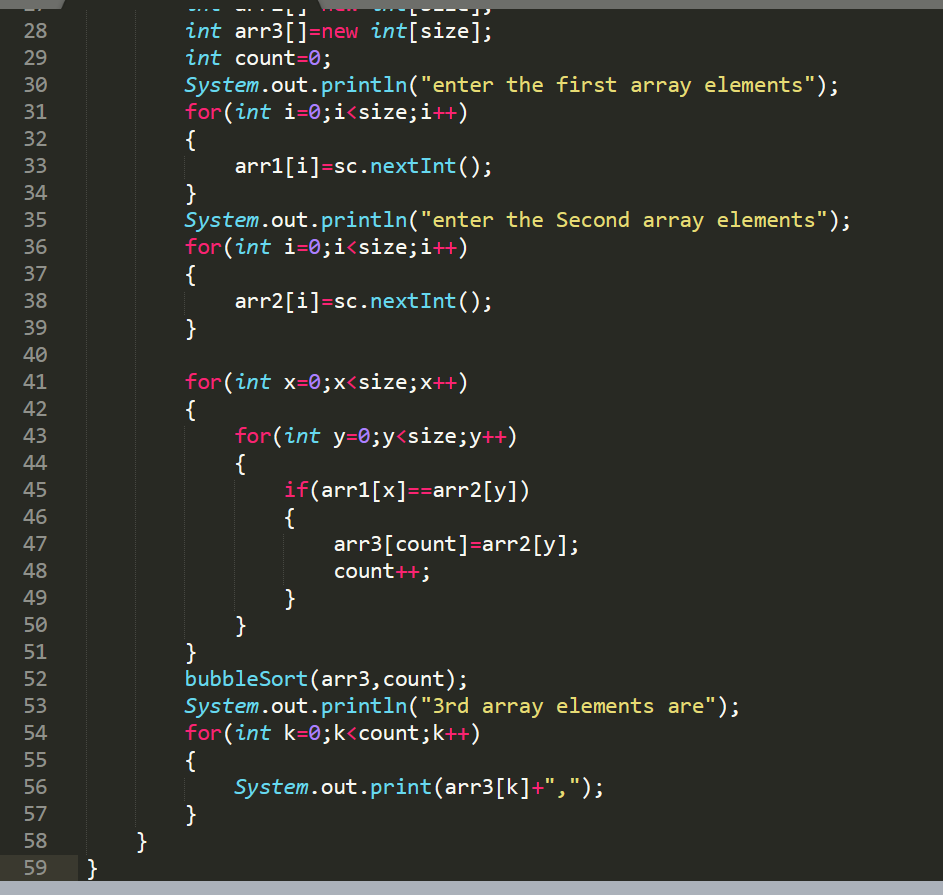 28 int arr3[]=new int[size];
29 int count=0;
30 System.out.println("enter the first array elements");
31 for(int i=0;i<size;i++)
32 {
33 arr1[i]=sc.nextInt();
34 }
35 System.out.println("enter the Second array elements");
36 for(int i=0;i<size;i++)
37 {
38 arr2[i]=sc.nextInt();
39 }
40
41 for(int x=0;x<size;x++)
42 {
43 for(int y=0;y<size;y++)
44 {
45 if(arr1[x]==arr2[y])
46 {
47 arr3[count]=arr2[y];
48 count++;
49 }
50 }
51 }
52 bubbleSort(arr3,count);
53 System.out.println("3rd array elements are");
54 for(int k=0;k<count;k++)
55 {
56 System.out.print(arr3[k]+",");
57 }
58 }
59 }